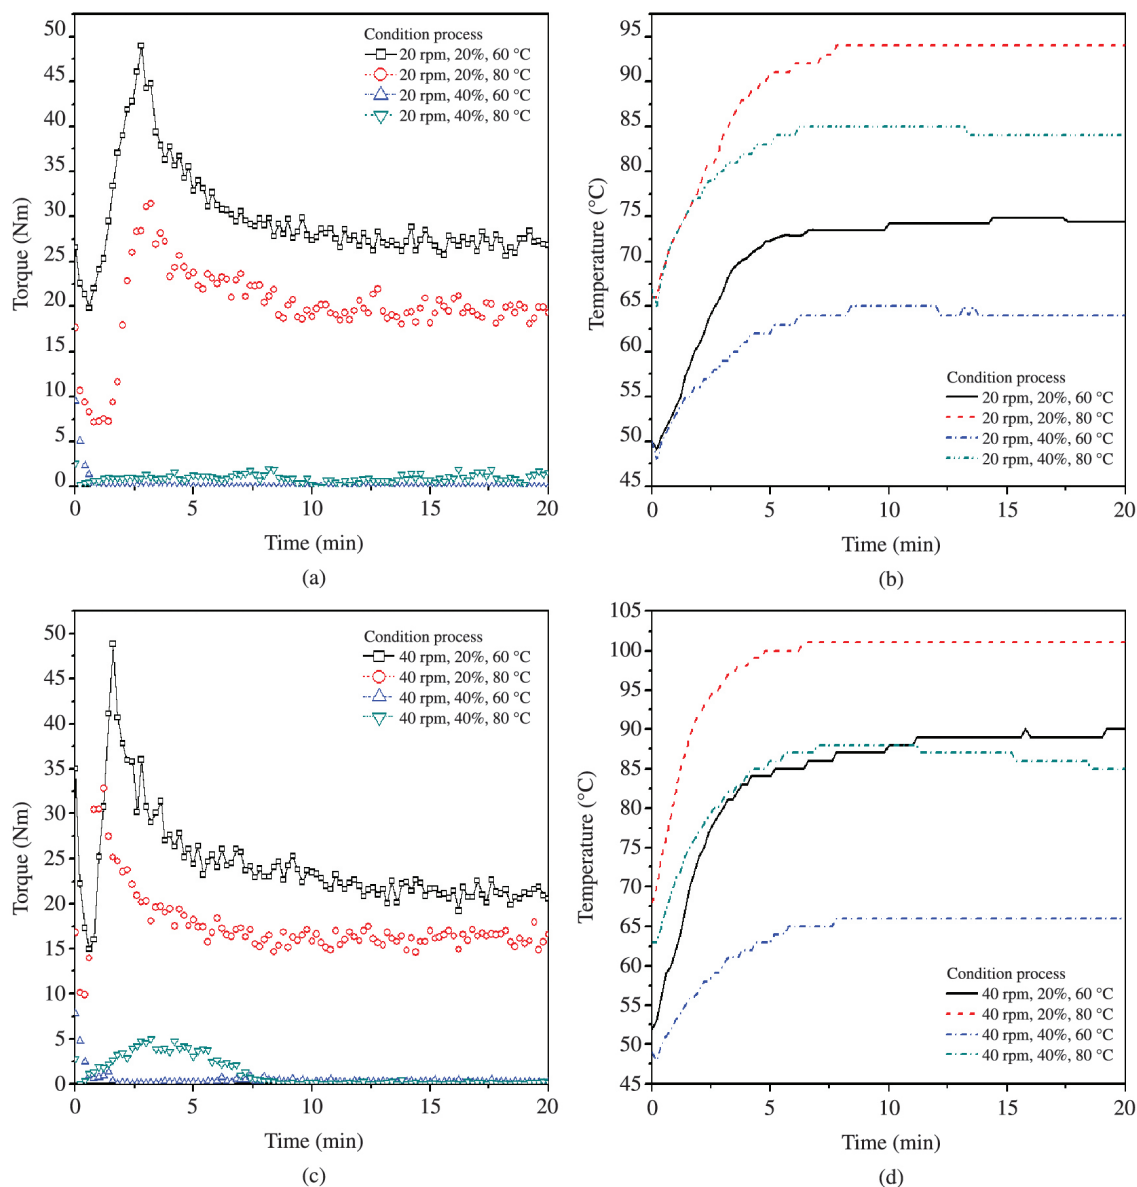 50
45
40
35
30
25
20
15
10
5
0
Torque (Nm)
Condition process
20 rpm, 20%, 60 °C
20 rpm, 20%, 80 °C
20 rpm, 40%, 60 °C
20 rpm, 40%, 80 °C
0 5 10 15 20
Time (min)
(a)
95
90
85
80
75
70
65
60
55
50
45
Temperature (°C)
Condition process
20 rpm, 20%, 60 °C
20 rpm, 20%, 80 °C
20 rpm, 40%, 60 °C
20 rpm, 40%, 80 °C
0 5 10 15 20
Time (min)
(b)
50
45
40
35
30
25
20
15
10
5
0
Torque (Nm)
Condition process
40 rpm, 20%, 60 °C
40 rpm, 20%, 80 °C
40 rpm, 40%, 60 °C
40 rpm, 40%, 80 °C
0 5 10 15 20
Time (min)
(c)
105
100
95
90
85
80
75
70
65
60
55
50
45
Temperature (°C)
Condition process
40 rpm, 20%, 60 °C
40 rpm, 20%, 80 °C
40 rpm, 40%, 60 °C
40 rpm, 40%, 80 °C
0 5 10 15 20
Time (min)
(d)